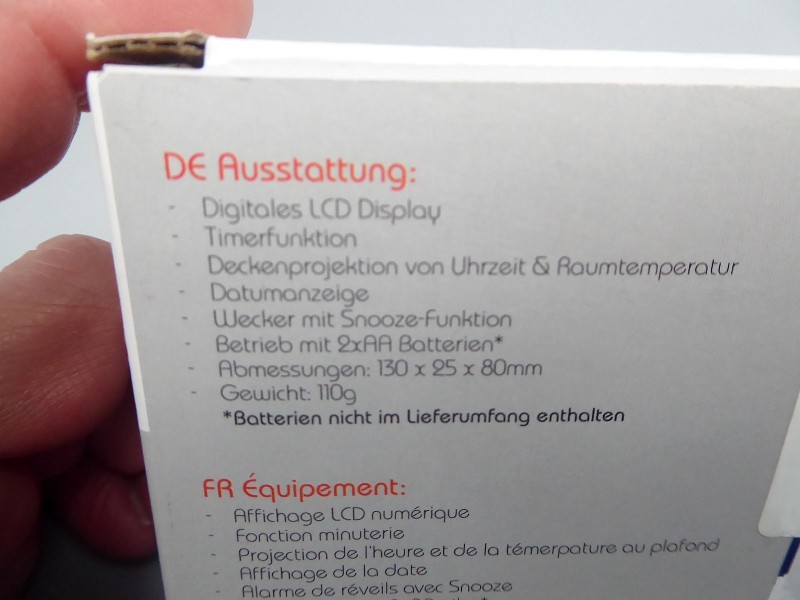 DE Ausstattung:
- Digitales LCD Display
- Timerfunktion
- Deckenprojektion von Uhrzeit & Raumtemperatur
- Datumanzeige
- Wecker mit Snooze-Funktion
- Betrieb mit 2xAA Batterien*
- Abmessungen: 130 x 25 x 80mm
- Gewicht: 110g
*Batterien nicht im Lieferumfang enthalten
FR Équipement:
- Affichage LCD numérique
- Fonction minuterie
- Projection de l'heure et de la témerpature au plafond
- Affichage de la date
- Alarme de réveils avec Snooze